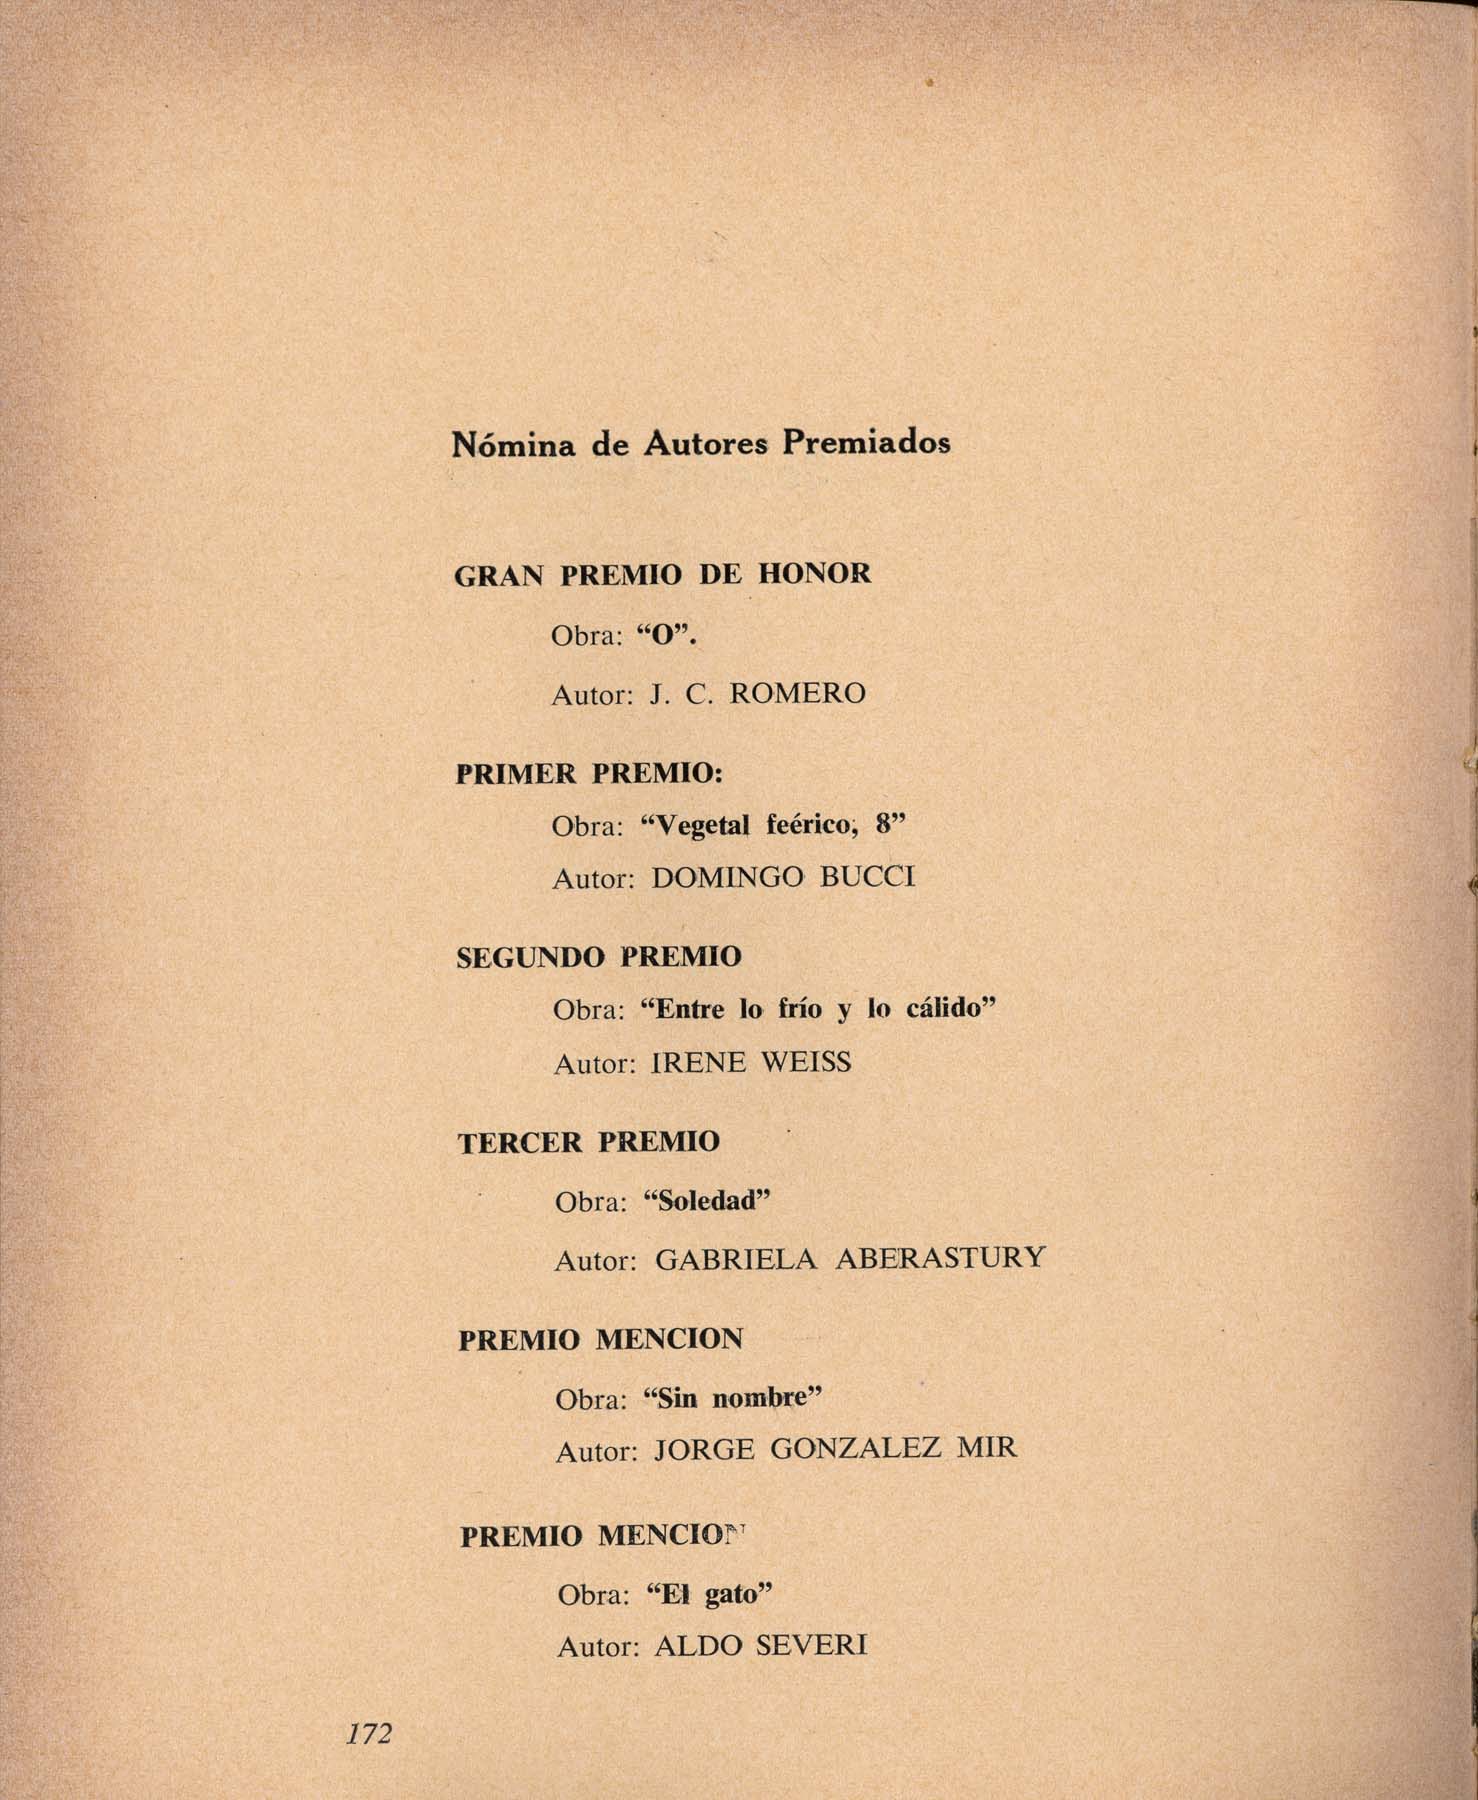 Nómina de Autores Premiados
GRAN PREMIO DE HONOR
Obra: “O”.
Autor: J. C. ROMERO
PRIMER PREMIO:
Obra: “Vegetal feérico, 8”
Autor: DOMINGO BUCCI
SEGUNDO PREMIO
Obra: “Entre lo frío y lo cálido”
Autor: IRENE WEISS
TERCER PREMIO
Obra: “Soledad”
Autor: GABRIELA ABERASTURY
PREMIO MENCION
Obra: “Sin nombre”
Autor: JORGE GONZALEZ MIR
PREMIO MENCION
Obra: “El gato”
Autor: ALDO SEVERI
172